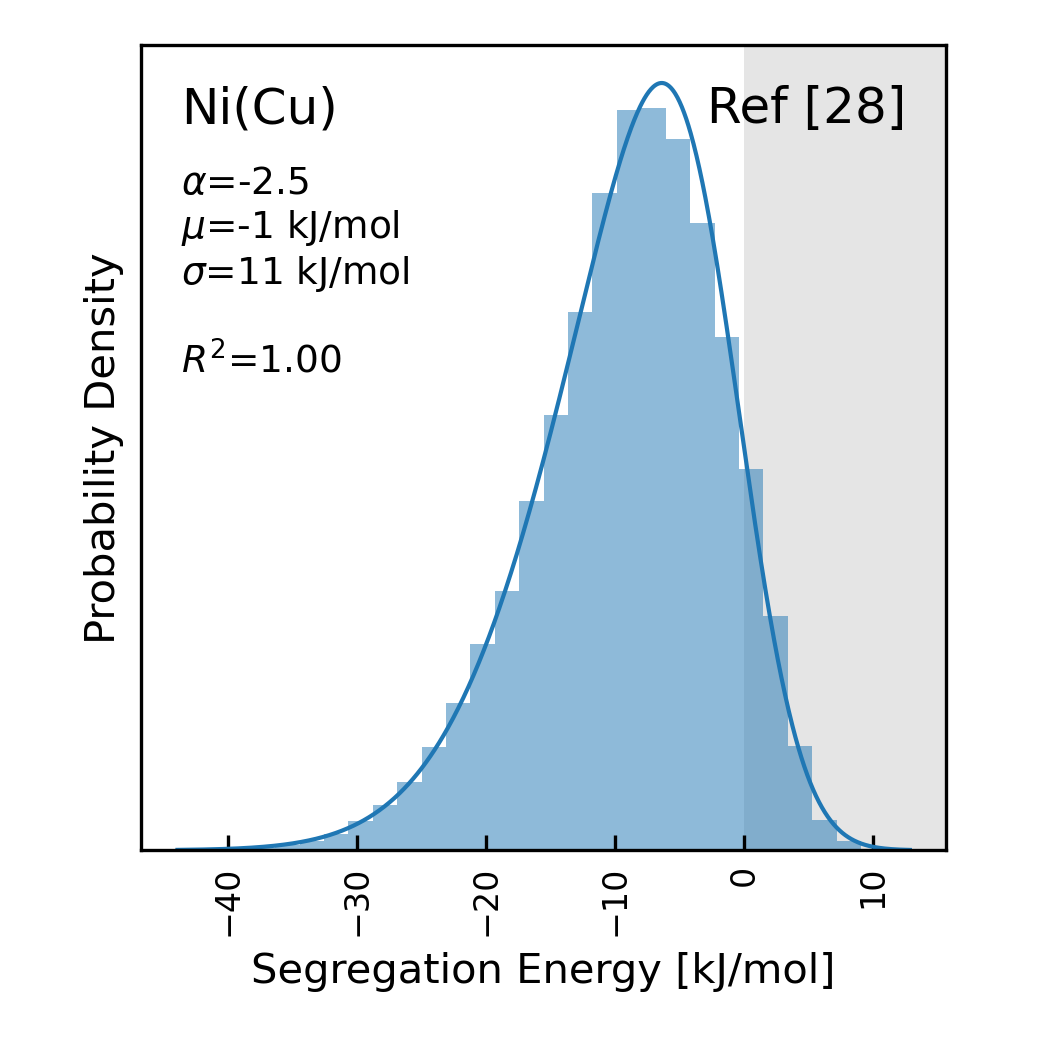 Ni(Cu)
Ref [28]
α=-2.5
μ=-1 kJ/mol
σ=11 kJ/mol
R²=1.00
Probability Density
−40
−30
−20
−10
0
10
Segregation Energy [kJ/mol]